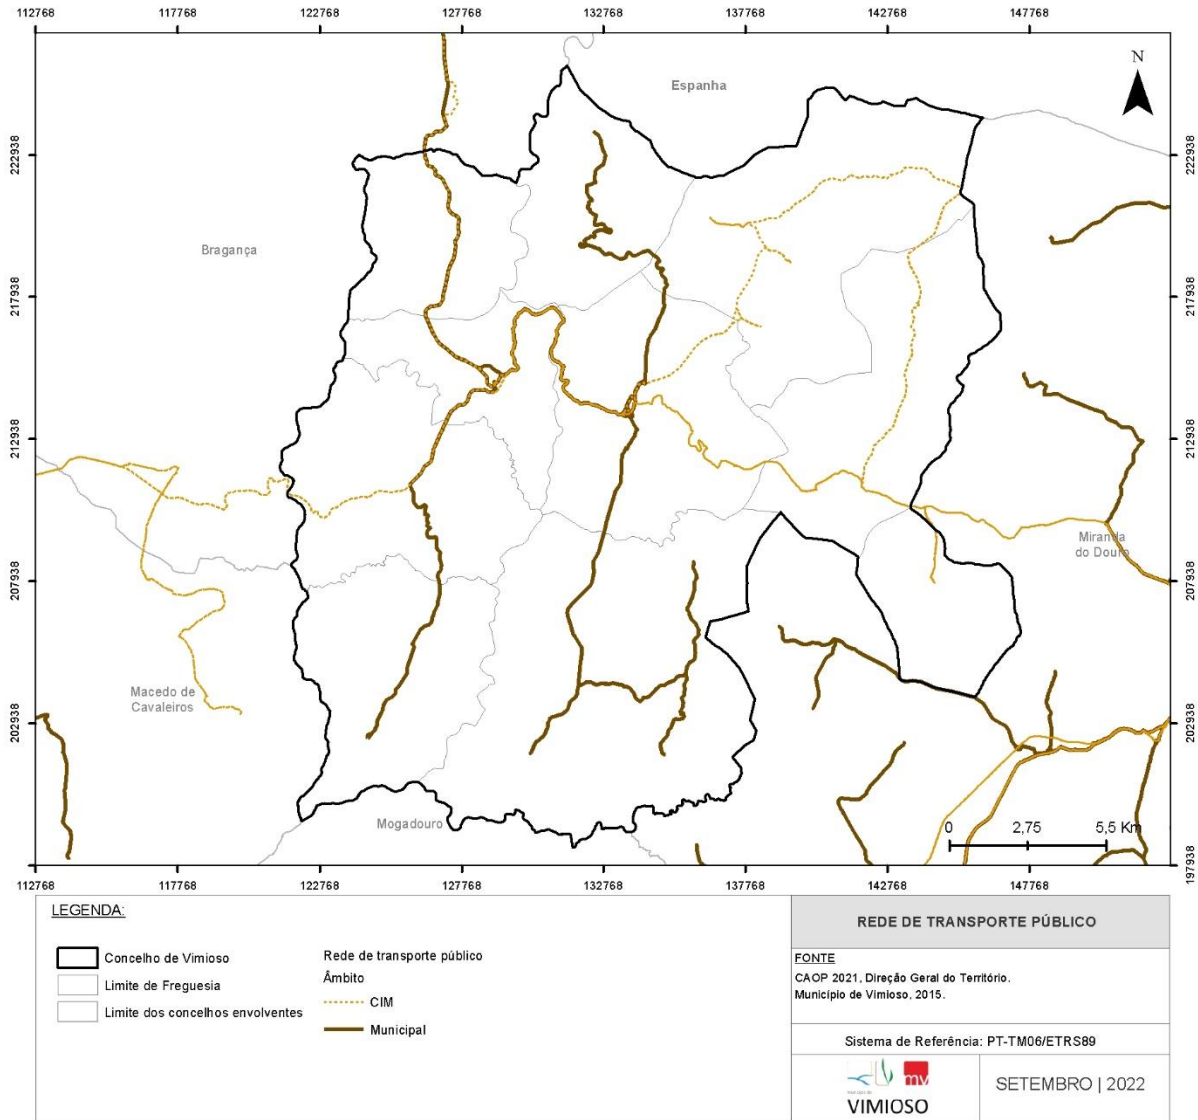 112768 117768 122768 127768 132768 137768 142768 147768
Espanha
N
222938 222938
Bragança
217938 217938
212938 212938
Miranda
do Douro
207938 207938
Macedo de
Cavaleiros
202938 202938
Mogadouro
0 2,75 5,5 Km
197938 197938
112768 117768 122768 127768 132768 137768 142768 147768
LEGENDA:
Concelho de Vimioso
Limite de Freguesia
Limite dos concelhos envolventes
Rede de transporte público
Âmbito
CIM
Municipal
REDE DE TRANSPORTE PÚBLICO
FONTE
CAOP 2021, Direção Geral do Território.
Município de Vimioso, 2015.
Sistema de Referência: PT-TM06/ETRS89
mv
VIMIOSO
SETEMBRO | 2022